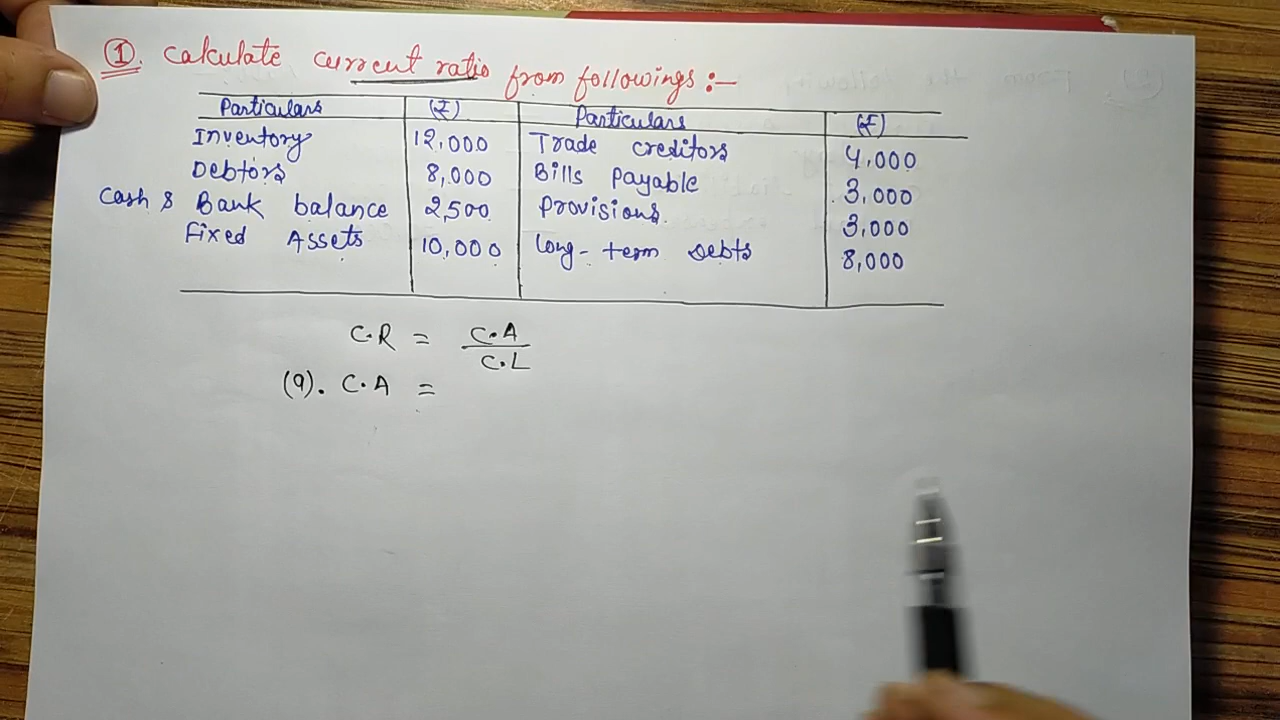 ① Calculate current ratio from followings :—
Particulars (₹) Particulars (₹)
Inventory 12,000 Trade creditors 4,000
Debtors 8,000 Bills payable 3,000
Cash & Bank balance 2,500 Provisions. 3,000
Fixed Assets 10,000 Long-term Debts 8,000
C.R = C.A
C.L
(a). C.A =